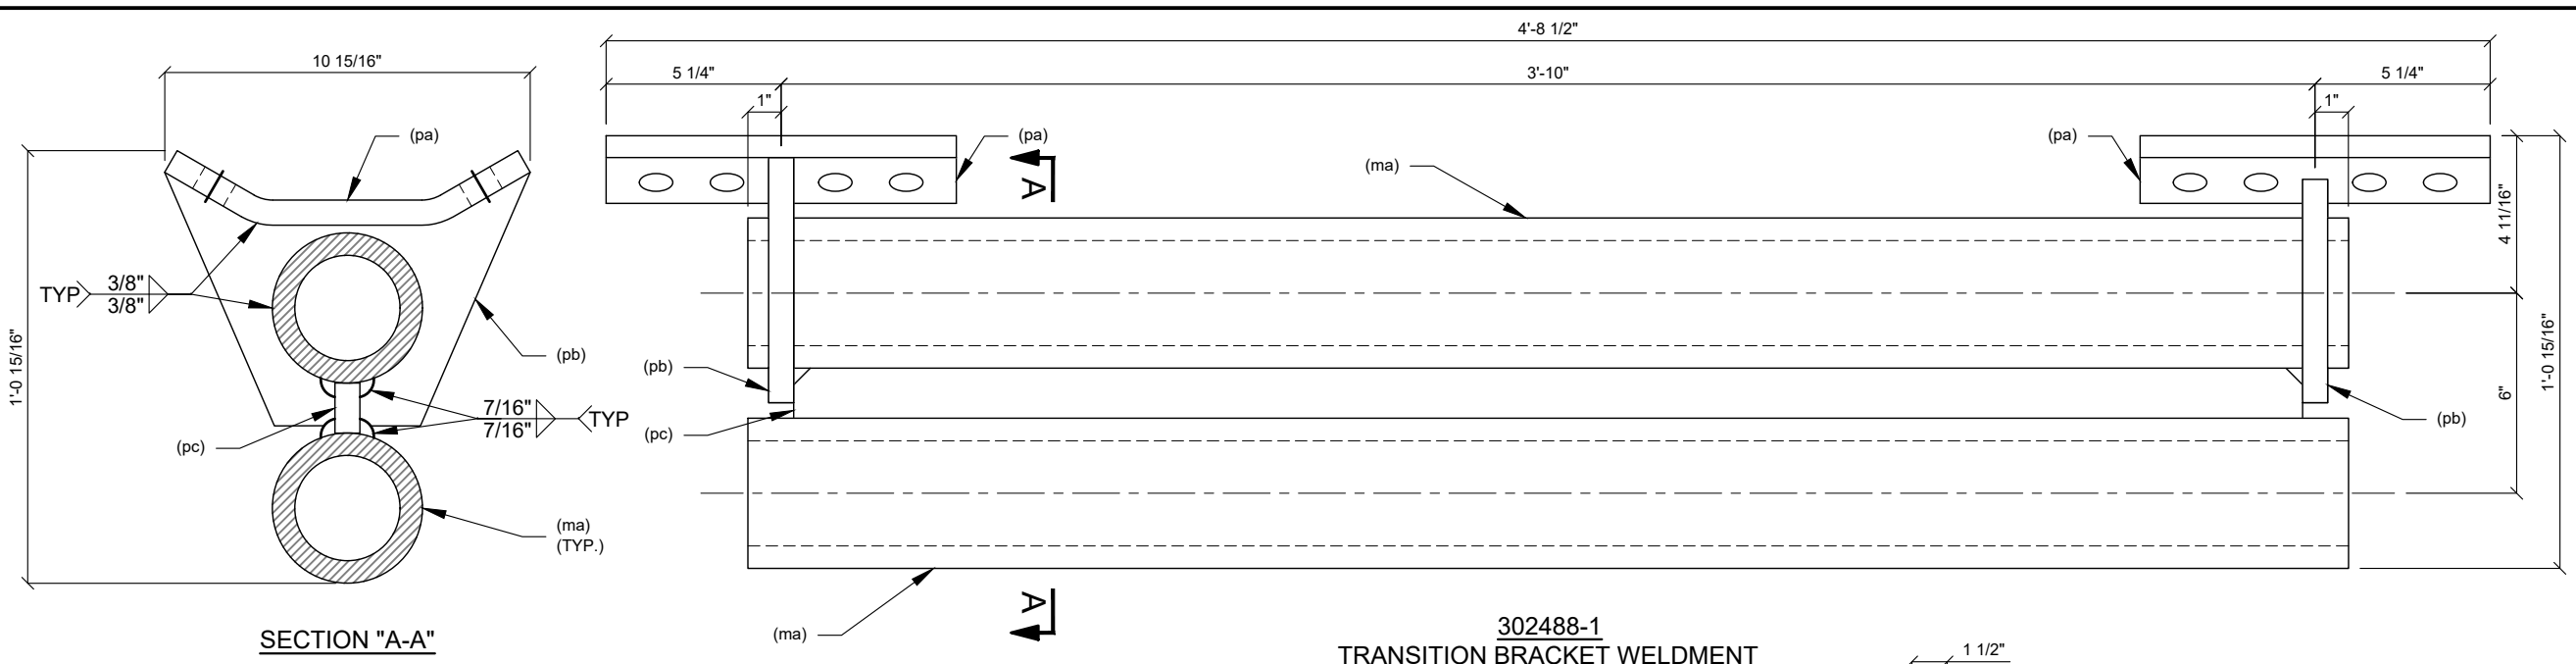 10 15/16"
(pa)
TYP
3/8"
3/8"
1'-0 15/16"
(pb)
7/16"
7/16"
TYP
(pc)
(ma)
(TYP.)
SECTION "A-A"
4'-8 1/2"
5 1/4"
3'-10"
5 1/4"
1"
1"
(pa)
A
(ma)
(pa)
4 11/16"
6"
1'-0 15/16"
(pb)
(pc)
(pb)
A
(ma)
302488-1
TRANSITION BRACKET WELDMENT
1 1/2"